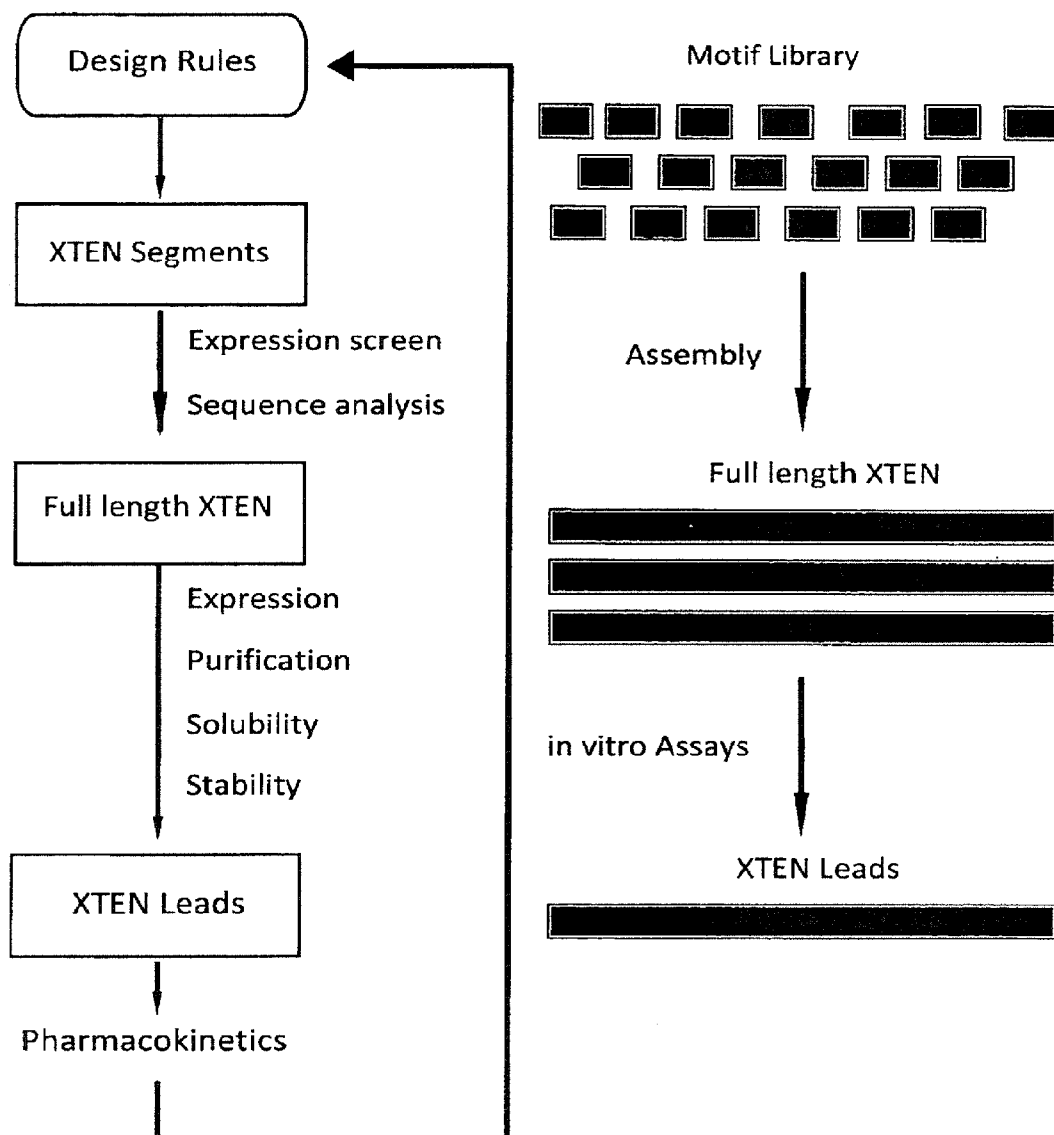 Design Rules
XTEN Segments
Expression screen
Sequence analysis
Full length XTEN
Expression
Purification
Solubility
Stability
XTEN Leads
Pharmacokinetics
Motif Library
Assembly
Full length XTEN
in vitro Assays
XTEN Leads